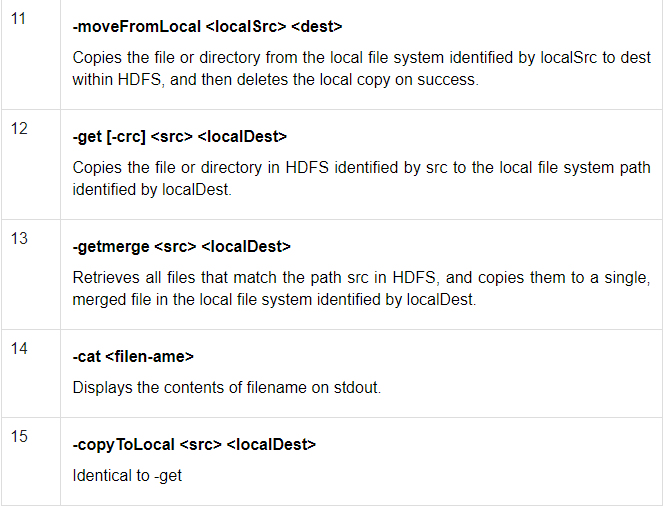 11
-moveFromLocal <localSrc> <dest>
Copies the file or directory from the local file system identified by localSrc to dest
within HDFS, and then deletes the local copy on success.
12
-get [-crc] <src> <localDest>
Copies the file or directory in HDFS identified by src to the local file system path
identified by localDest.
13
-getmerge <src> <localDest>
Retrieves all files that match the path src in HDFS, and copies them to a single,
merged file in the local file system identified by localDest.
14
-cat <filen-ame>
Displays the contents of filename on stdout.
15
-copyToLocal <src> <localDest>
Identical to -get